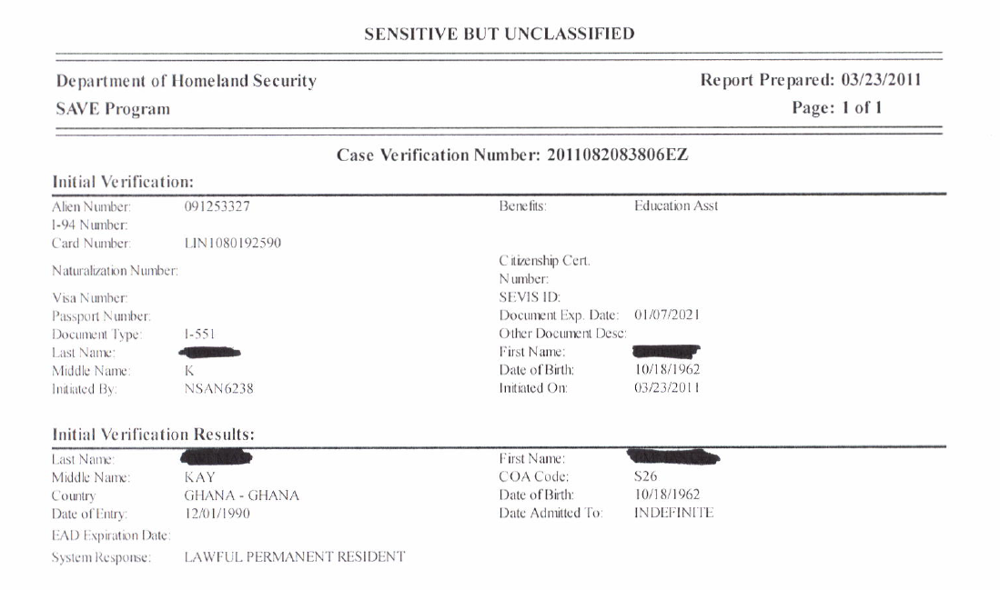 SENSITIVE BUT UNCLASSIFIED
Department of Homeland Security Report Prepared: 03/23/2011
SAVE Program Page: 1 of 1
Case Verification Number: 2011082083806EZ
Initial Verification:
Alien Number: 091253327 Benefits: Education Asst
I-94 Number:
Card Number: LIN1080192590
Naturalization Number: Citizenship Cert. Number:
Visa Number: SEVIS ID:
Passport Number: Document Exp. Date: 01/07/2021
Document Type: I-551 Other Document Desc:
Last Name: First Name:
Middle Name: K Date of Birth: 10/18/1962
Initiated By: NSAN6238 Initiated On: 03/23/2011
Initial Verification Results:
Last Name: First Name:
Middle Name: KAY COA Code: S26
Country GHANA - GHANA Date of Birth: 10/18/1962
Date of Entry: 12/01/1990 Date Admitted To: INDEFINITE
EAD Expiration Date:
System Response: LAWFUL PERMANENT RESIDENT